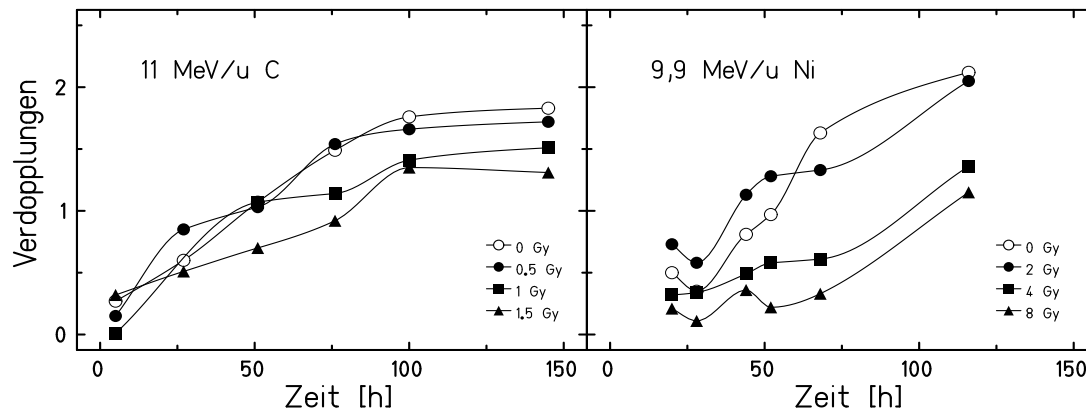 11 MeV/u C
9,9 MeV/u Ni
Verdopplungen
2
1
0
0 Gy
0.5 Gy
1 Gy
1.5 Gy
0 Gy
2 Gy
4 Gy
8 Gy
0 50 100 150
0 50 100 150
Zeit [h]
Zeit [h]